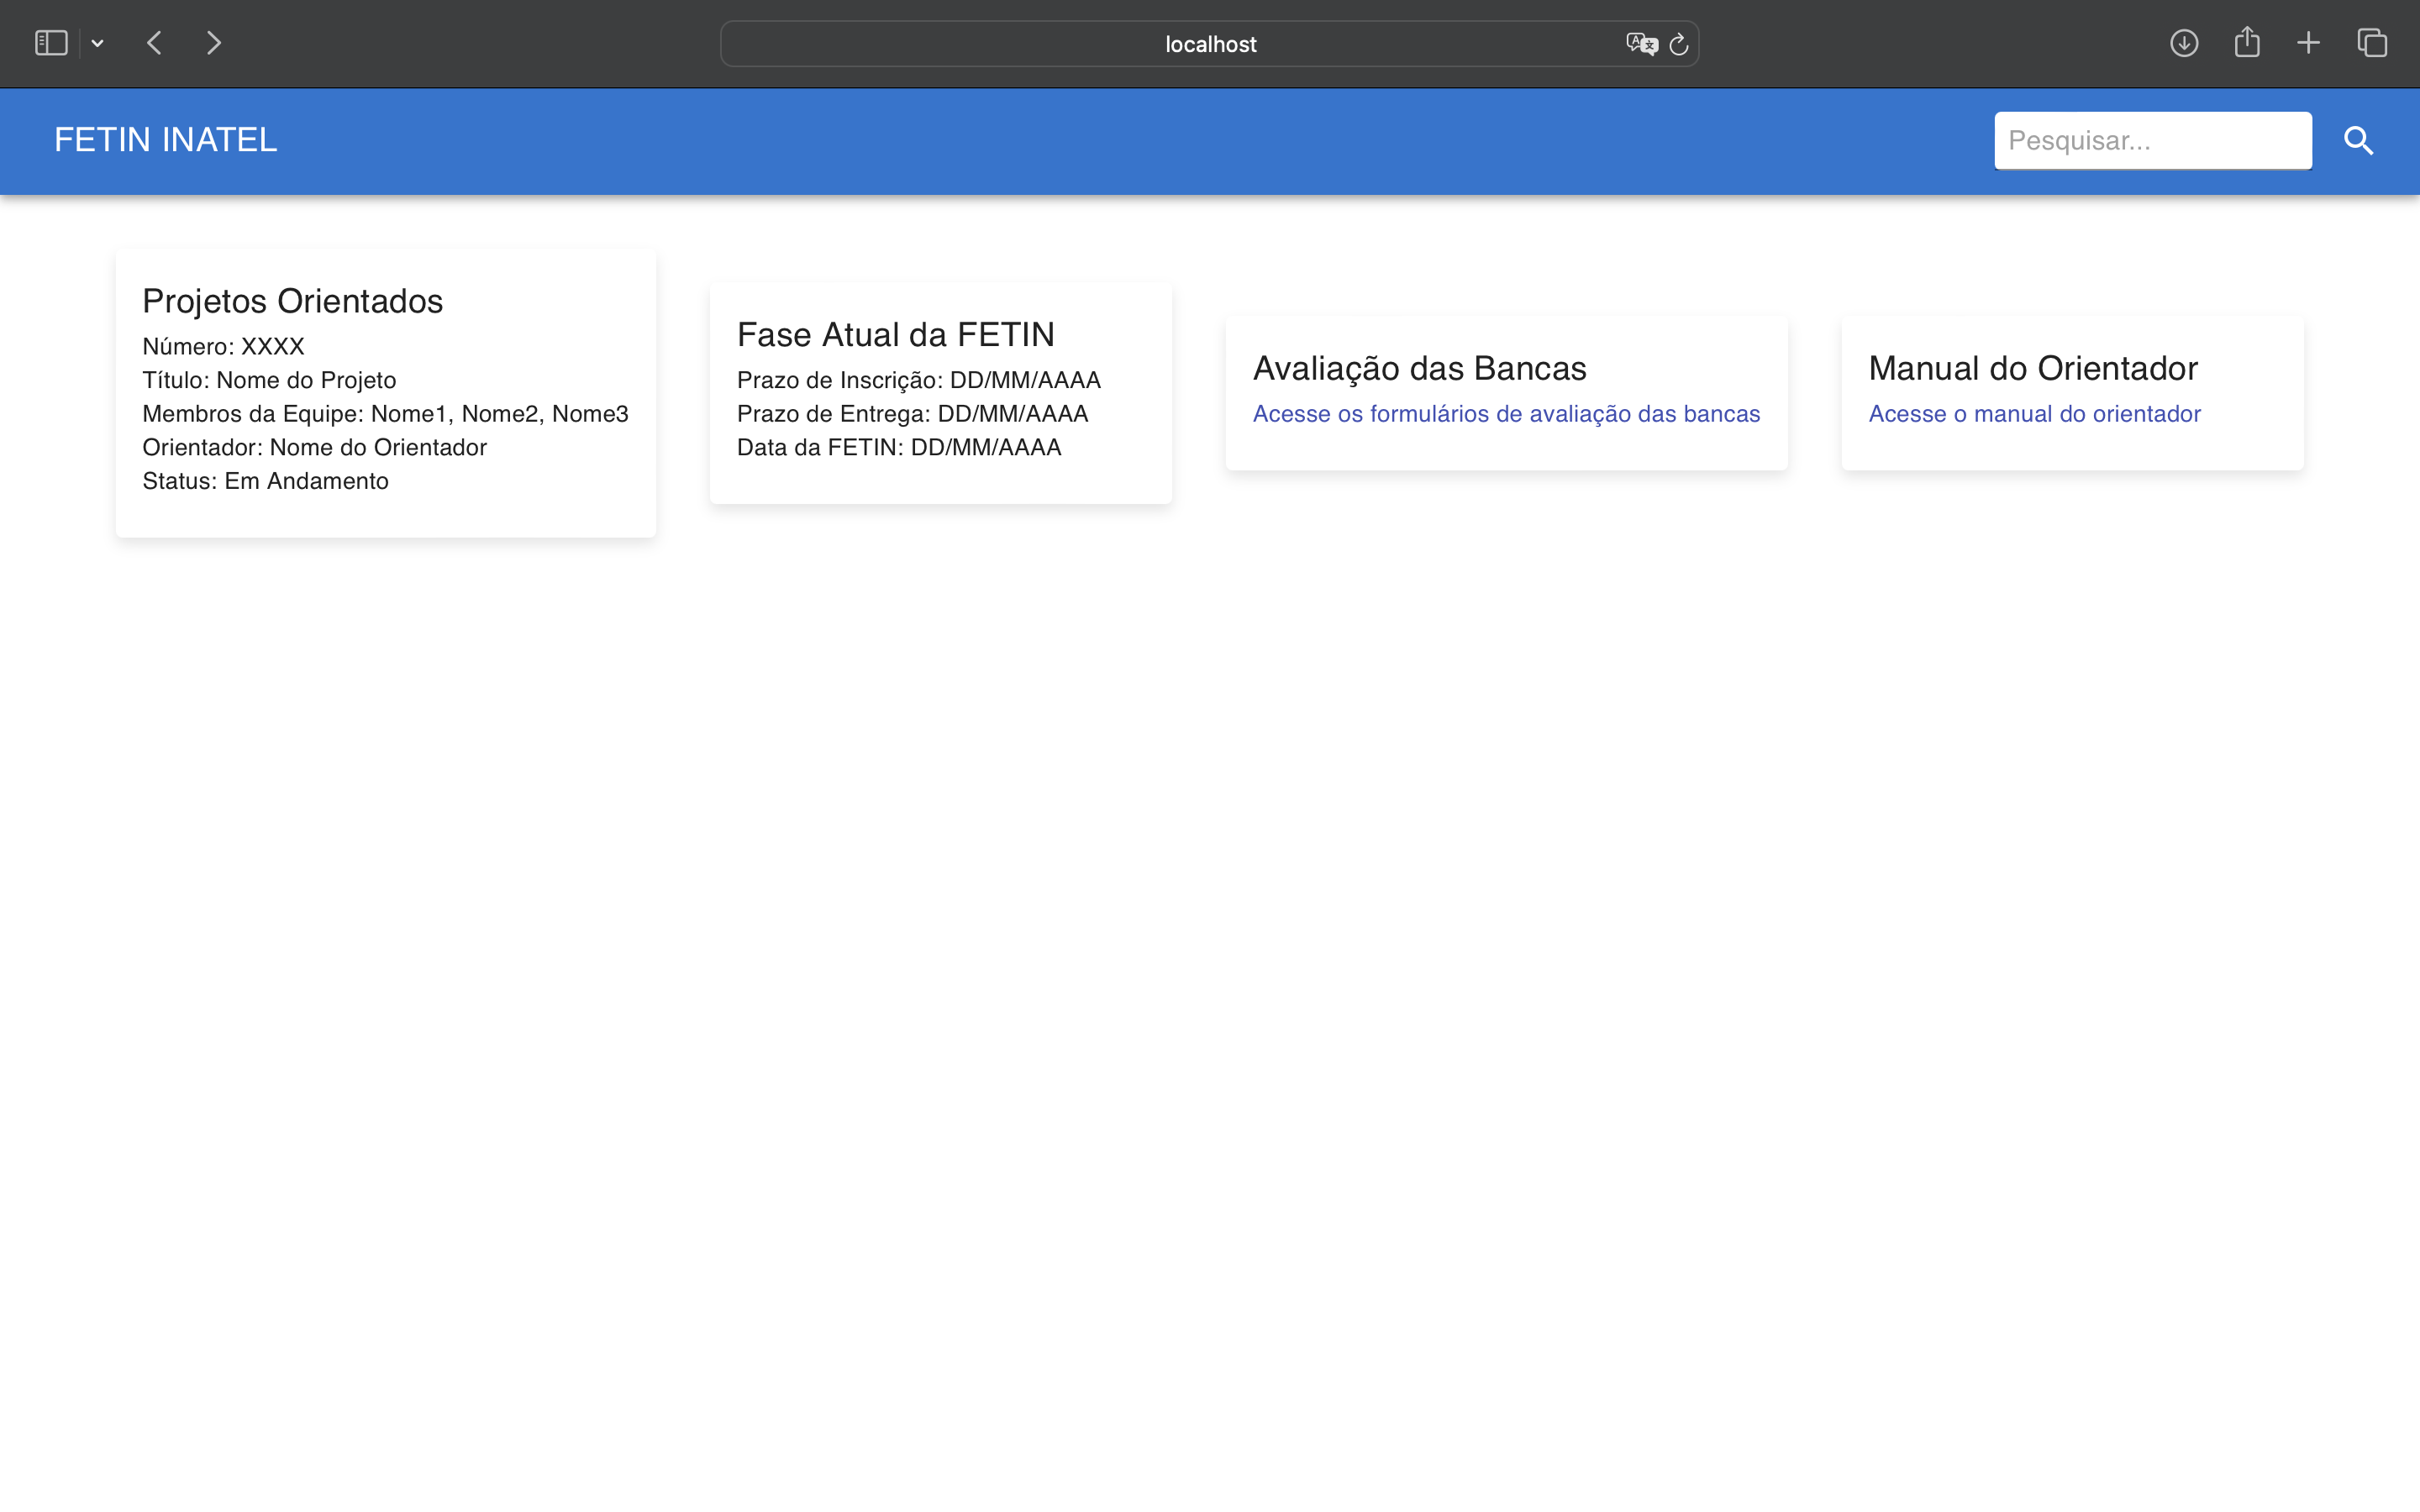 localhost
FETIN INATEL
Pesquisar...
Projetos Orientados
Número: XXXX
Título: Nome do Projeto
Membros da Equipe: Nome1, Nome2, Nome3
Orientador: Nome do Orientador
Status: Em Andamento
Fase Atual da FETIN
Prazo de Inscrição: DD/MM/AAAA
Prazo de Entrega: DD/MM/AAAA
Data da FETIN: DD/MM/AAAA
Avaliação das Bancas
Acesse os formulários de avaliação das bancas
Manual do Orientador
Acesse o manual do orientador